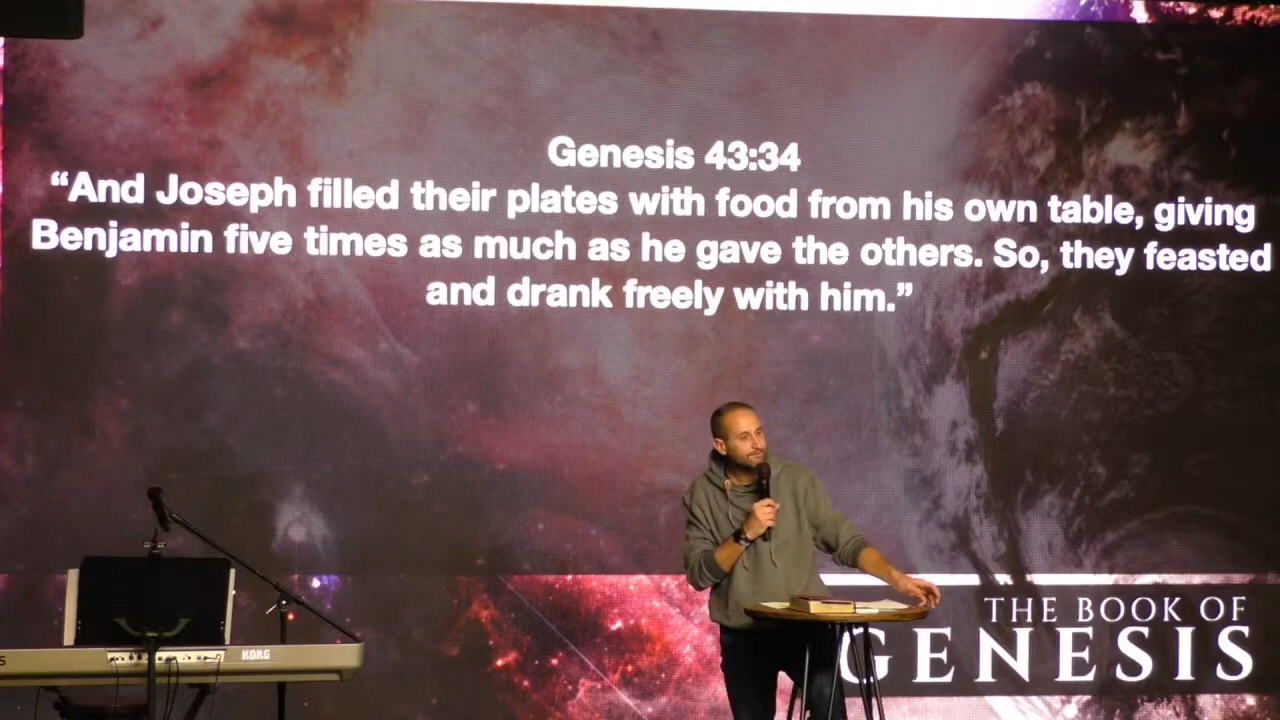 Genesis 43:34
“And Joseph filled their plates with food from his own table, giving
Benjamin five times as much as he gave the others. So, they feasted
and drank freely with him.”
THE BOOK OF
GENESIS
KORG